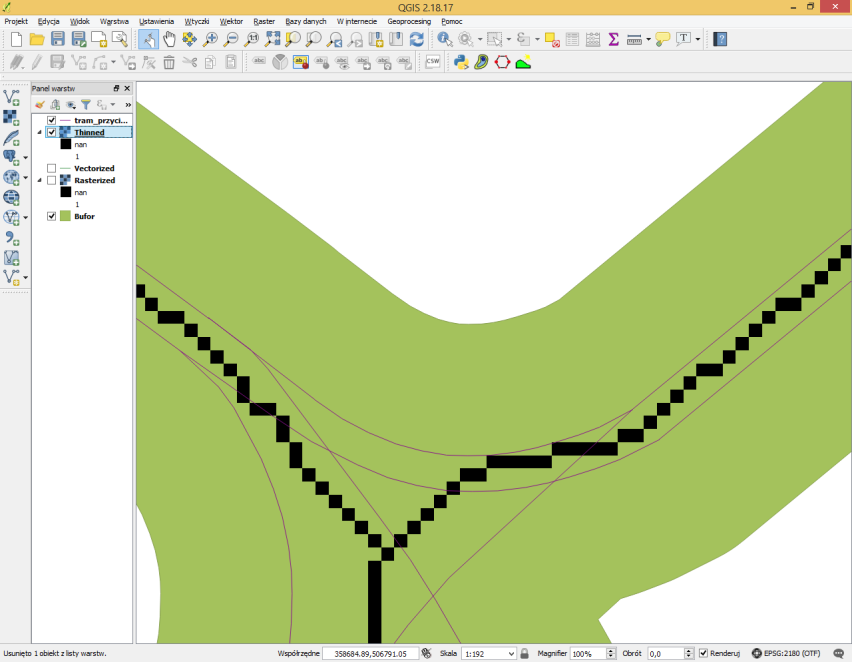 QGIS 2.18.17
Projekt Edycja Widok Warstwa Ustawienia Wtyczki Wektor Raster Bazy danych W internecie Geoprocesing Pomoc
Panel warstw
tram_przyci...
Thinned
nan
1
Vectorized
Rasterized
nan
1
Bufor
Usunięto 1 obiekt z listy warstw. Współrzędne 358684.89,506791.05 Skala 1:192 Magnifier 100% Obrót 0,0 Renderuj EPSG:2180 (OTF)